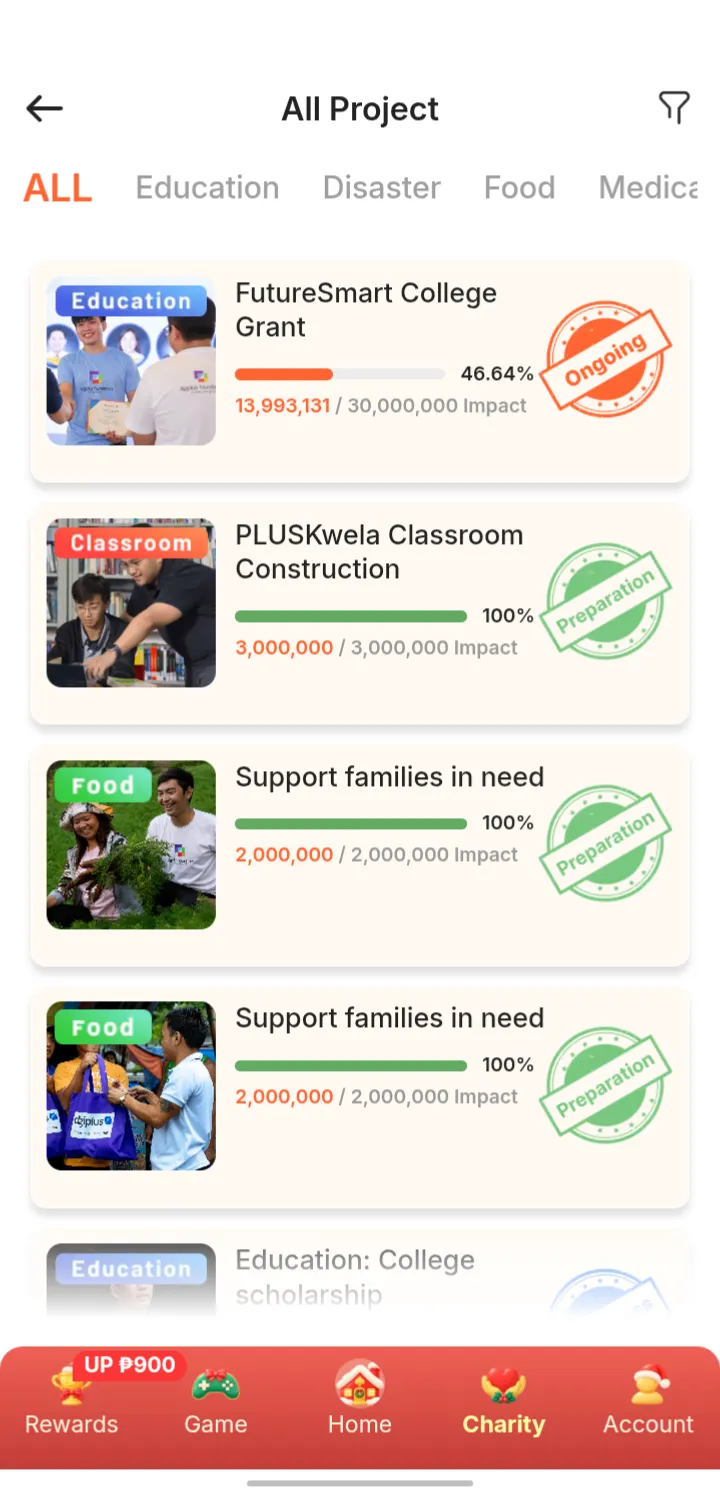 All Project
ALL Education Disaster Food Medica
Education
FutureSmart College
Grant
46.64%
13,993,131 / 30,000,000 Impact
Ongoing
Classroom
PLUSKwela Classroom
Construction
100%
3,000,000 / 3,000,000 Impact
Preparation
Food
Support families in need
100%
2,000,000 / 2,000,000 Impact
Preparation
Food
digiplus
Support families in need
100%
2,000,000 / 2,000,000 Impact
Preparation
Education
Education: College
scholarship
UP ₱900
Rewards Game Home Charity Account